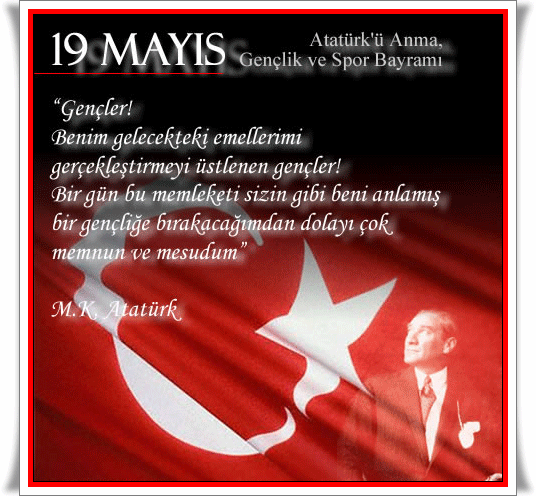 19 MAYIS
Atatürk'ü Anma,
Gençlik ve Spor Bayramı
“Gençler!
Benim gelecekteki emellerimi
gerçekleştirmeyi üstlenen gençler!
Bir gün bu memleketi sizin gibi beni anlamış
bir gençliğe bırakacağımdan dolayı çok
memnun ve mesudum”
M.K. Atatürk